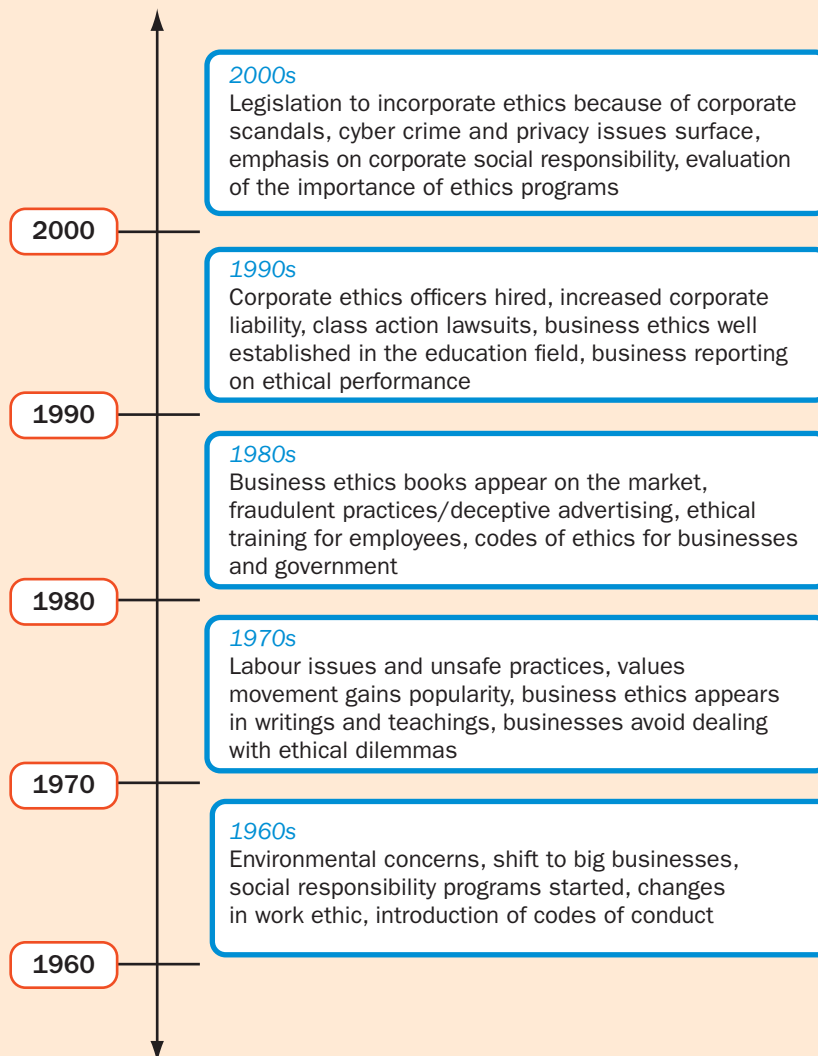 2000s
Legislation to incorporate ethics because of corporate
scandals, cyber crime and privacy issues surface,
emphasis on corporate social responsibility, evaluation
of the importance of ethics programs
2000
1990s
Corporate ethics officers hired, increased corporate
liability, class action lawsuits, business ethics well
established in the education field, business reporting
on ethical performance
1990
1980s
Business ethics books appear on the market,
fraudulent practices/deceptive advertising, ethical
training for employees, codes of ethics for businesses
and government
1980
1970s
Labour issues and unsafe practices, values
movement gains popularity, business ethics appears
in writings and teachings, businesses avoid dealing
with ethical dilemmas
1970
1960s
Environmental concerns, shift to big businesses,
social responsibility programs started, changes
in work ethic, introduction of codes of conduct
1960